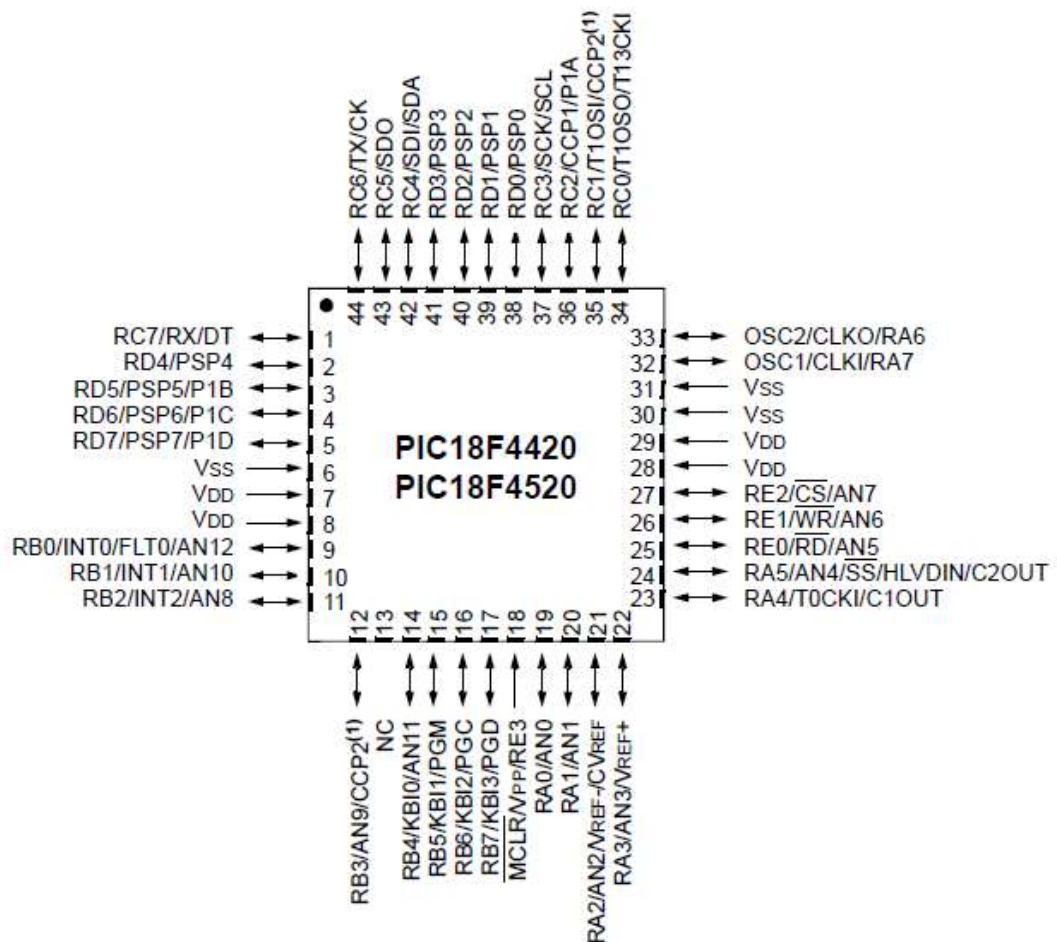 RC6/TX/CK
RC5/SDO
RC4/SDI/SDA
RD3/PSP3
RD2/PSP2
RD1/PSP1
RD0/PSP0
RC3/SCK/SCL
RC2/CCP1/P1A
RC1/T1OSI/CCP2(1)
RC0/T1OSO/T13CKI
44
43
42
41
40
39
38
37
36
35
34
RC7/RX/DT 1
RD4/PSP4 2
RD5/PSP5/P1B 3
RD6/PSP6/P1C 4
RD7/PSP7/P1D 5
VSS 6
VDD 7
VDD 8
RB0/INT0/FLT0/AN12 9
RB1/INT1/AN10 10
RB2/INT2/AN8 11
PIC18F4420
PIC18F4520
33 OSC2/CLKO/RA6
32 OSC1/CLKI/RA7
31 VSS
30 VSS
29 VDD
28 VDD
27 RE2/CS/AN7
26 RE1/WR/AN6
25 RE0/RD/AN5
24 RA5/AN4/SS/HLVDIN/C2OUT
23 RA4/T0CKI/C1OUT
12
13
14
15
16
17
18
19
20
21
22
RB3/AN9/CCP2(1)
NC
RB4/KBI0/AN11
RB5/KBI1/PGM
RB6/KBI2/PGC
RB7/KBI3/PGD
MCLR/VPP/RE3
RA0/AN0
RA1/AN1
RA2/AN2/VREF-/CVREF
RA3/AN3/VREF+